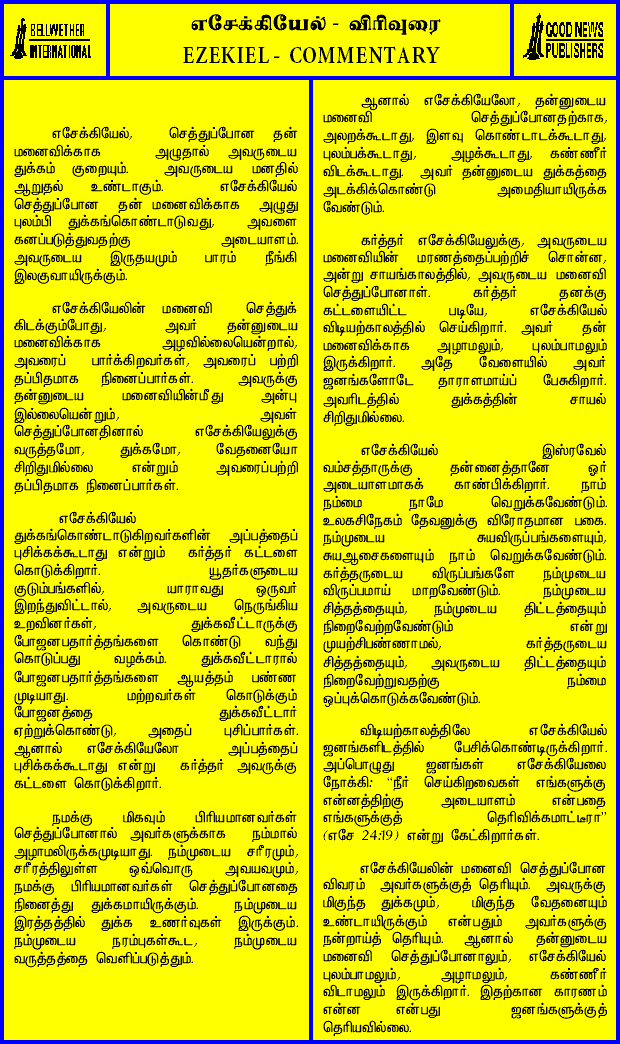 BELLWETHER
INTERNATIONAL
எசேக்கியேல் - விரிவுரை
EZEKIEL - COMMENTARY
GOOD NEWS
PUBLISHERS
எசேக்கியேல், செத்துப்போன தன்
மனைவிக்காக அழுதால் அவருடைய
துக்கம் குறையும். அவருடைய மனதில்
ஆறுதல் உண்டாகும். எசேக்கியேல்
செத்துப்போன தன் மனைவிக்காக அழுது
புலம்பி துக்கங்கொண்டாடுவது, அவளை
கனப்படுத்துவதற்கு அடையாளம்.
அவருடைய இருதயமும் பாரம் நீங்கி
இலகுவாயிருக்கும்.
எசேக்கியேலின் மனைவி செத்துக்
கிடக்கும்போது, அவர் தன்னுடைய
மனைவிக்காக அழவில்லையென்றால்,
அவரைப் பார்க்கிறவர்கள், அவரைப் பற்றி
தப்பிதமாக நினைப்பார்கள். அவருக்கு
தன்னுடைய மனைவியின்மீது அன்பு
இல்லையென்றும், அவள்
செத்துப்போனதினால் எசேக்கியேலுக்கு
வருத்தமோ, துக்கமோ, வேதனையோ
சிறிதுமில்லை என்றும் அவரைப்பற்றி
தப்பிதமாக நினைப்பார்கள்.
எசேக்கியேல்
துக்கங்கொண்டாடுகிறவர்களின் அப்பத்தைப்
புசிக்கக்கூடாது என்றும் கர்த்தர் கட்டளை
கொடுக்கிறார். யூதர்களுடைய
குடும்பங்களில், யாராவது ஒருவர்
இறந்துவிட்டால், அவருடைய நெருங்கிய
உறவினர்கள், துக்கவீட்டாருக்கு
போஜனபதார்த்தங்களை கொண்டு வந்து
கொடுப்பது வழக்கம். துக்கவீட்டாரால்
போஜனபதார்த்தங்களை ஆயத்தம் பண்ண
முடியாது. மற்றவர்கள் கொடுக்கும்
போஜனத்தை துக்கவீட்டார்
ஏற்றுக்கொண்டு, அதைப் புசிப்பார்கள்.
ஆனால் எசேக்கியேலோ அப்பத்தைப்
புசிக்கக்கூடாது என்று கர்த்தர் அவருக்கு
கட்டளை கொடுக்கிறார்.
நமக்கு மிகவும் பிரியமானவர்கள்
செத்துப்போனால் அவர்களுக்காக நம்மால்
அழாமலிருக்கமுடியாது. நம்முடைய சரீரமும்,
சரீரத்திலுள்ள ஒவ்வொரு அவயவமும்,
நமக்கு பிரியமானவர்கள் செத்துப்போனதை
நினைத்து துக்கமாயிருக்கும். நம்முடைய
இரத்தத்தில் துக்க உணர்வுகள் இருக்கும்.
நம்முடைய நரம்புகள்கூட, நம்முடைய
வருத்தத்தை வெளிப்படுத்தும்.
ஆனால் எசேக்கியேலோ, தன்னுடைய
மனைவி செத்துப்போனதற்காக,
அலறக்கூடாது, இளவு கொண்டாடக்கூடாது,
புலம்பக்கூடாது, அழக்கூடாது, கண்ணீர்
விடக்கூடாது. அவர் தன்னுடைய துக்கத்தை
அடக்கிக்கொண்டு அமைதியாயிருக்க
வேண்டும்.
கர்த்தர் எசேக்கியேலுக்கு, அவருடைய
மனைவியின் மரணத்தைப்பற்றிச் சொன்ன,
அன்று சாயங்காலத்தில், அவருடைய மனைவி
செத்துப்போனாள். கர்த்தர் தனக்கு
கட்டளையிட்ட படியே, எசேக்கியேல்
விடியற்காலத்தில் செய்கிறார். அவர் தன்
மனைவிக்காக அழாமலும், புலம்பாமலும்
இருக்கிறார். அதே வேளையில் அவர்
ஜனங்களோடே தாராளமாய்ப் பேசுகிறார்.
அவரிடத்தில் துக்கத்தின் சாயல்
சிறிதுமில்லை.
எசேக்கியேல் இஸ்ரவேல்
வம்சத்தாருக்கு தன்னைத்தானே ஓர்
அடையாளமாகக் காண்பிக்கிறார். நாம்
நம்மை நாமே வெறுக்கவேண்டும்.
உலகசிநேகம் தேவனுக்கு விரோதமான பகை.
நம்முடைய சுயவிருப்பங்களையும்,
சுயஆசைகளையும் நாம் வெறுக்கவேண்டும்.
கர்த்தருடைய விருப்பங்களே நம்முடைய
விருப்பமாய் மாறவேண்டும். நம்முடைய
சித்தத்தையும், நம்முடைய திட்டத்தையும்
நிறைவேற்றவேண்டும் என்று
முயற்சிபண்ணாமல், கர்த்தருடைய
சித்தத்தையும், அவருடைய திட்டத்தையும்
நிறைவேற்றுவதற்கு நம்மை
ஒப்புக்கொடுக்கவேண்டும்.
விடியற்காலத்திலே எசேக்கியேல்
ஜனங்களிடத்தில் பேசிக்கொண்டிருக்கிறார்.
அப்பொழுது ஜனங்கள் எசேக்கியேலை
நோக்கி: "நீர் செய்கிறவைகள் எங்களுக்கு
என்னத்திற்கு அடையாளம் என்பதை
எங்களுக்குத் தெரிவிக்கமாட்டீரா"
(எசே 24:19) என்று கேட்கிறார்கள்.
எசேக்கியேலின் மனைவி செத்துப்போன
விவரம் அவர்களுக்குத் தெரியும். அவருக்கு
மிகுந்த துக்கமும், மிகுந்த வேதனையும்
உண்டாயிருக்கும் என்பதும் அவர்களுக்கு
நன்றாய்த் தெரியும். ஆனால் தன்னுடைய
மனைவி செத்துப்போனாலும், எசேக்கியேல்
புலம்பாமலும், அழாமலும், கண்ணீர்
விடாமலும் இருக்கிறார். இதற்கான காரணம்
என்ன என்பது ஜனங்களுக்குத்
தெரியவில்லை.